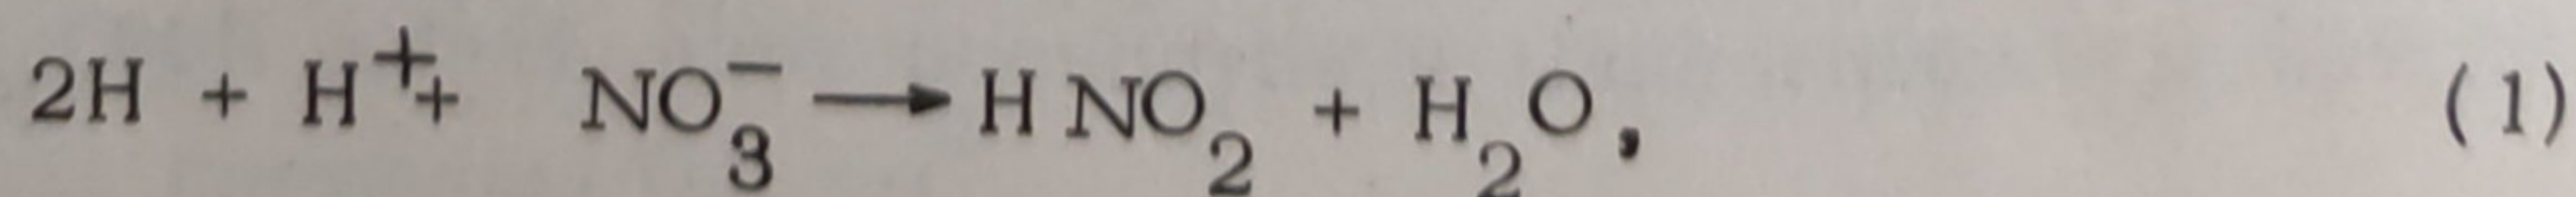 2H + H⁺ + NO₃⁻ → HNO₂ + H₂O, (1)